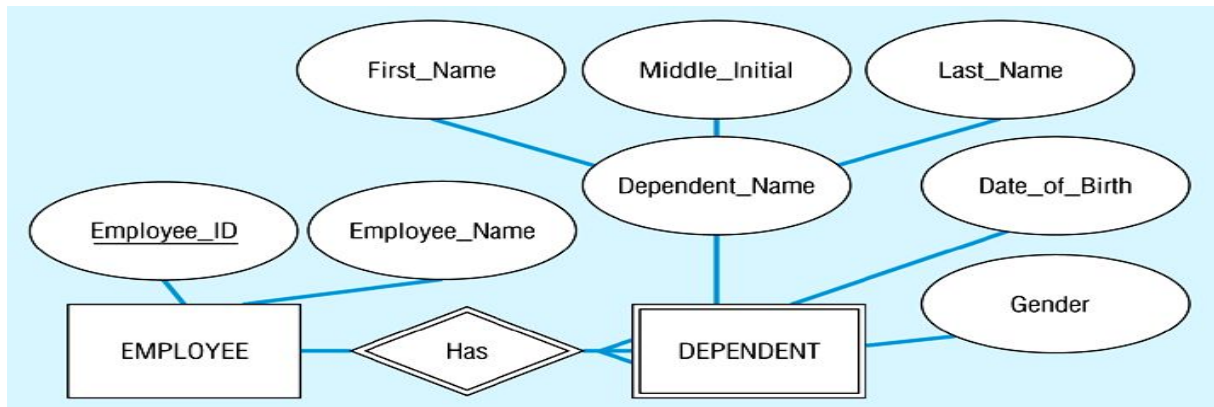 First_Name
Middle_Initial
Last_Name
Dependent_Name
Date_of_Birth
Employee_ID
Employee_Name
Gender
EMPLOYEE
Has
DEPENDENT